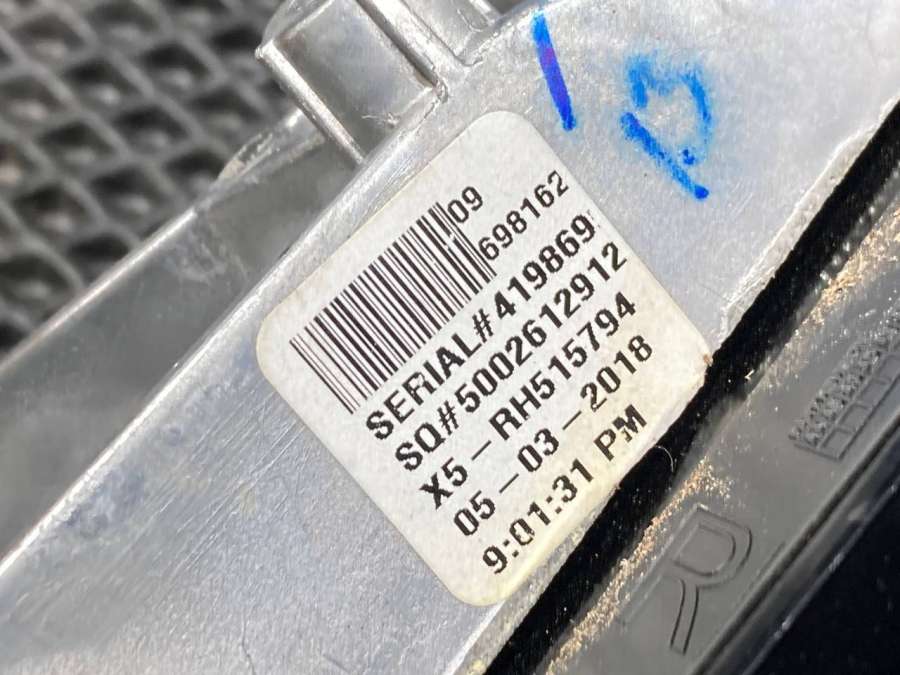 09
698162
SERIAL#419869
SQ#5002612912
X5-RH515794
05-03-2018
9:01:31 PM
R